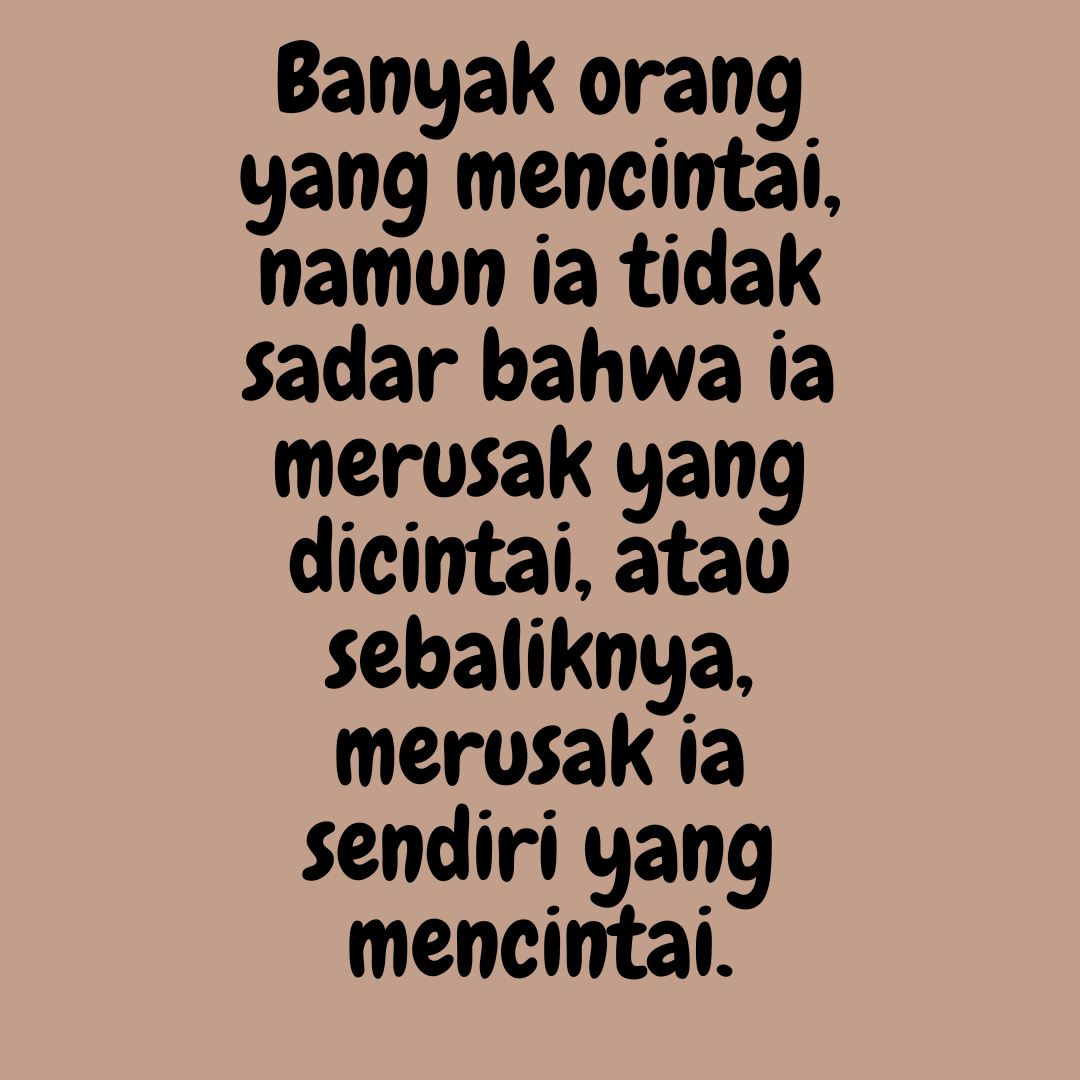 Banyak orang
yang mencintai,
namun ia tidak
sadar bahwa ia
merusak yang
dicintai, atau
sebaliknya,
merusak ia
sendiri yang
mencintai.